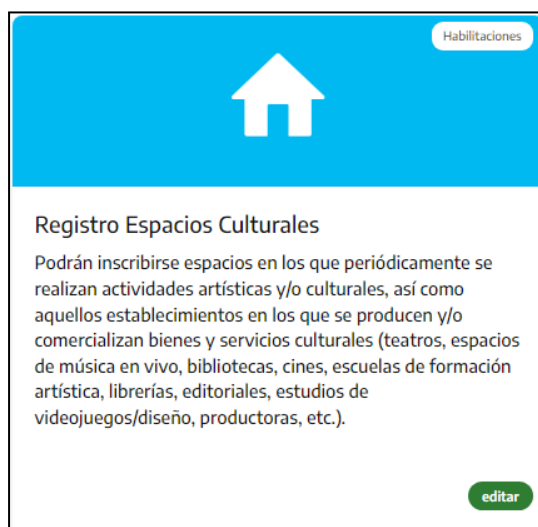 Habilitaciones
Registro Espacios Culturales
Podrán inscribirse espacios en los que periódicamente se
realizan actividades artísticas y/o culturales, así como
aquellos establecimientos en los que se producen y/o
comercializan bienes y servicios culturales (teatros, espacios
de música en vivo, bibliotecas, cines, escuelas de formación
artística, librerías, editoriales, estudios de
videojuegos/diseño, productoras, etc.).
editar